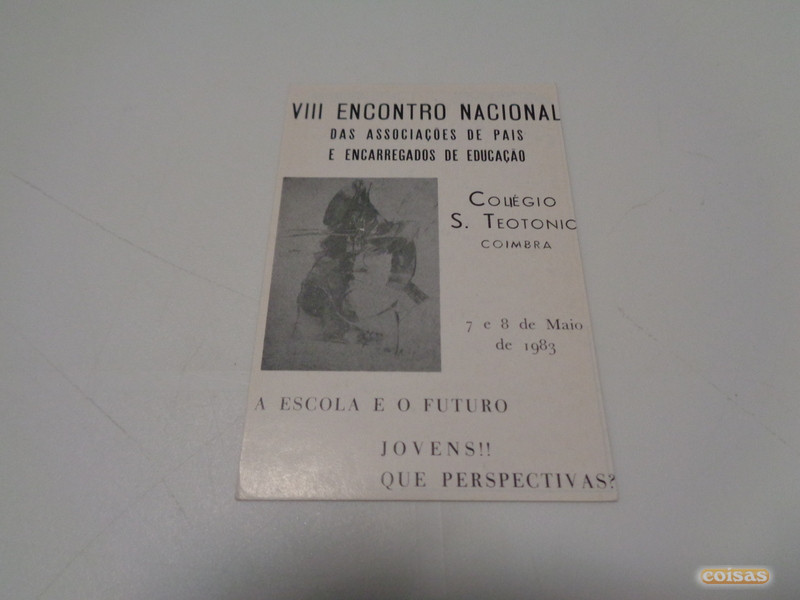 VIII ENCONTRO NACIONAL
DAS ASSOCIAÇÕES DE PAIS
E ENCARREGADOS DE EDUCAÇÃO
COLÉGIO
S. TEOTONIO
COIMBRA
7 e 8 de Maio
de 1983
A ESCOLA E O FUTURO
JOVENS!!
QUE PERSPECTIVAS?
coisas